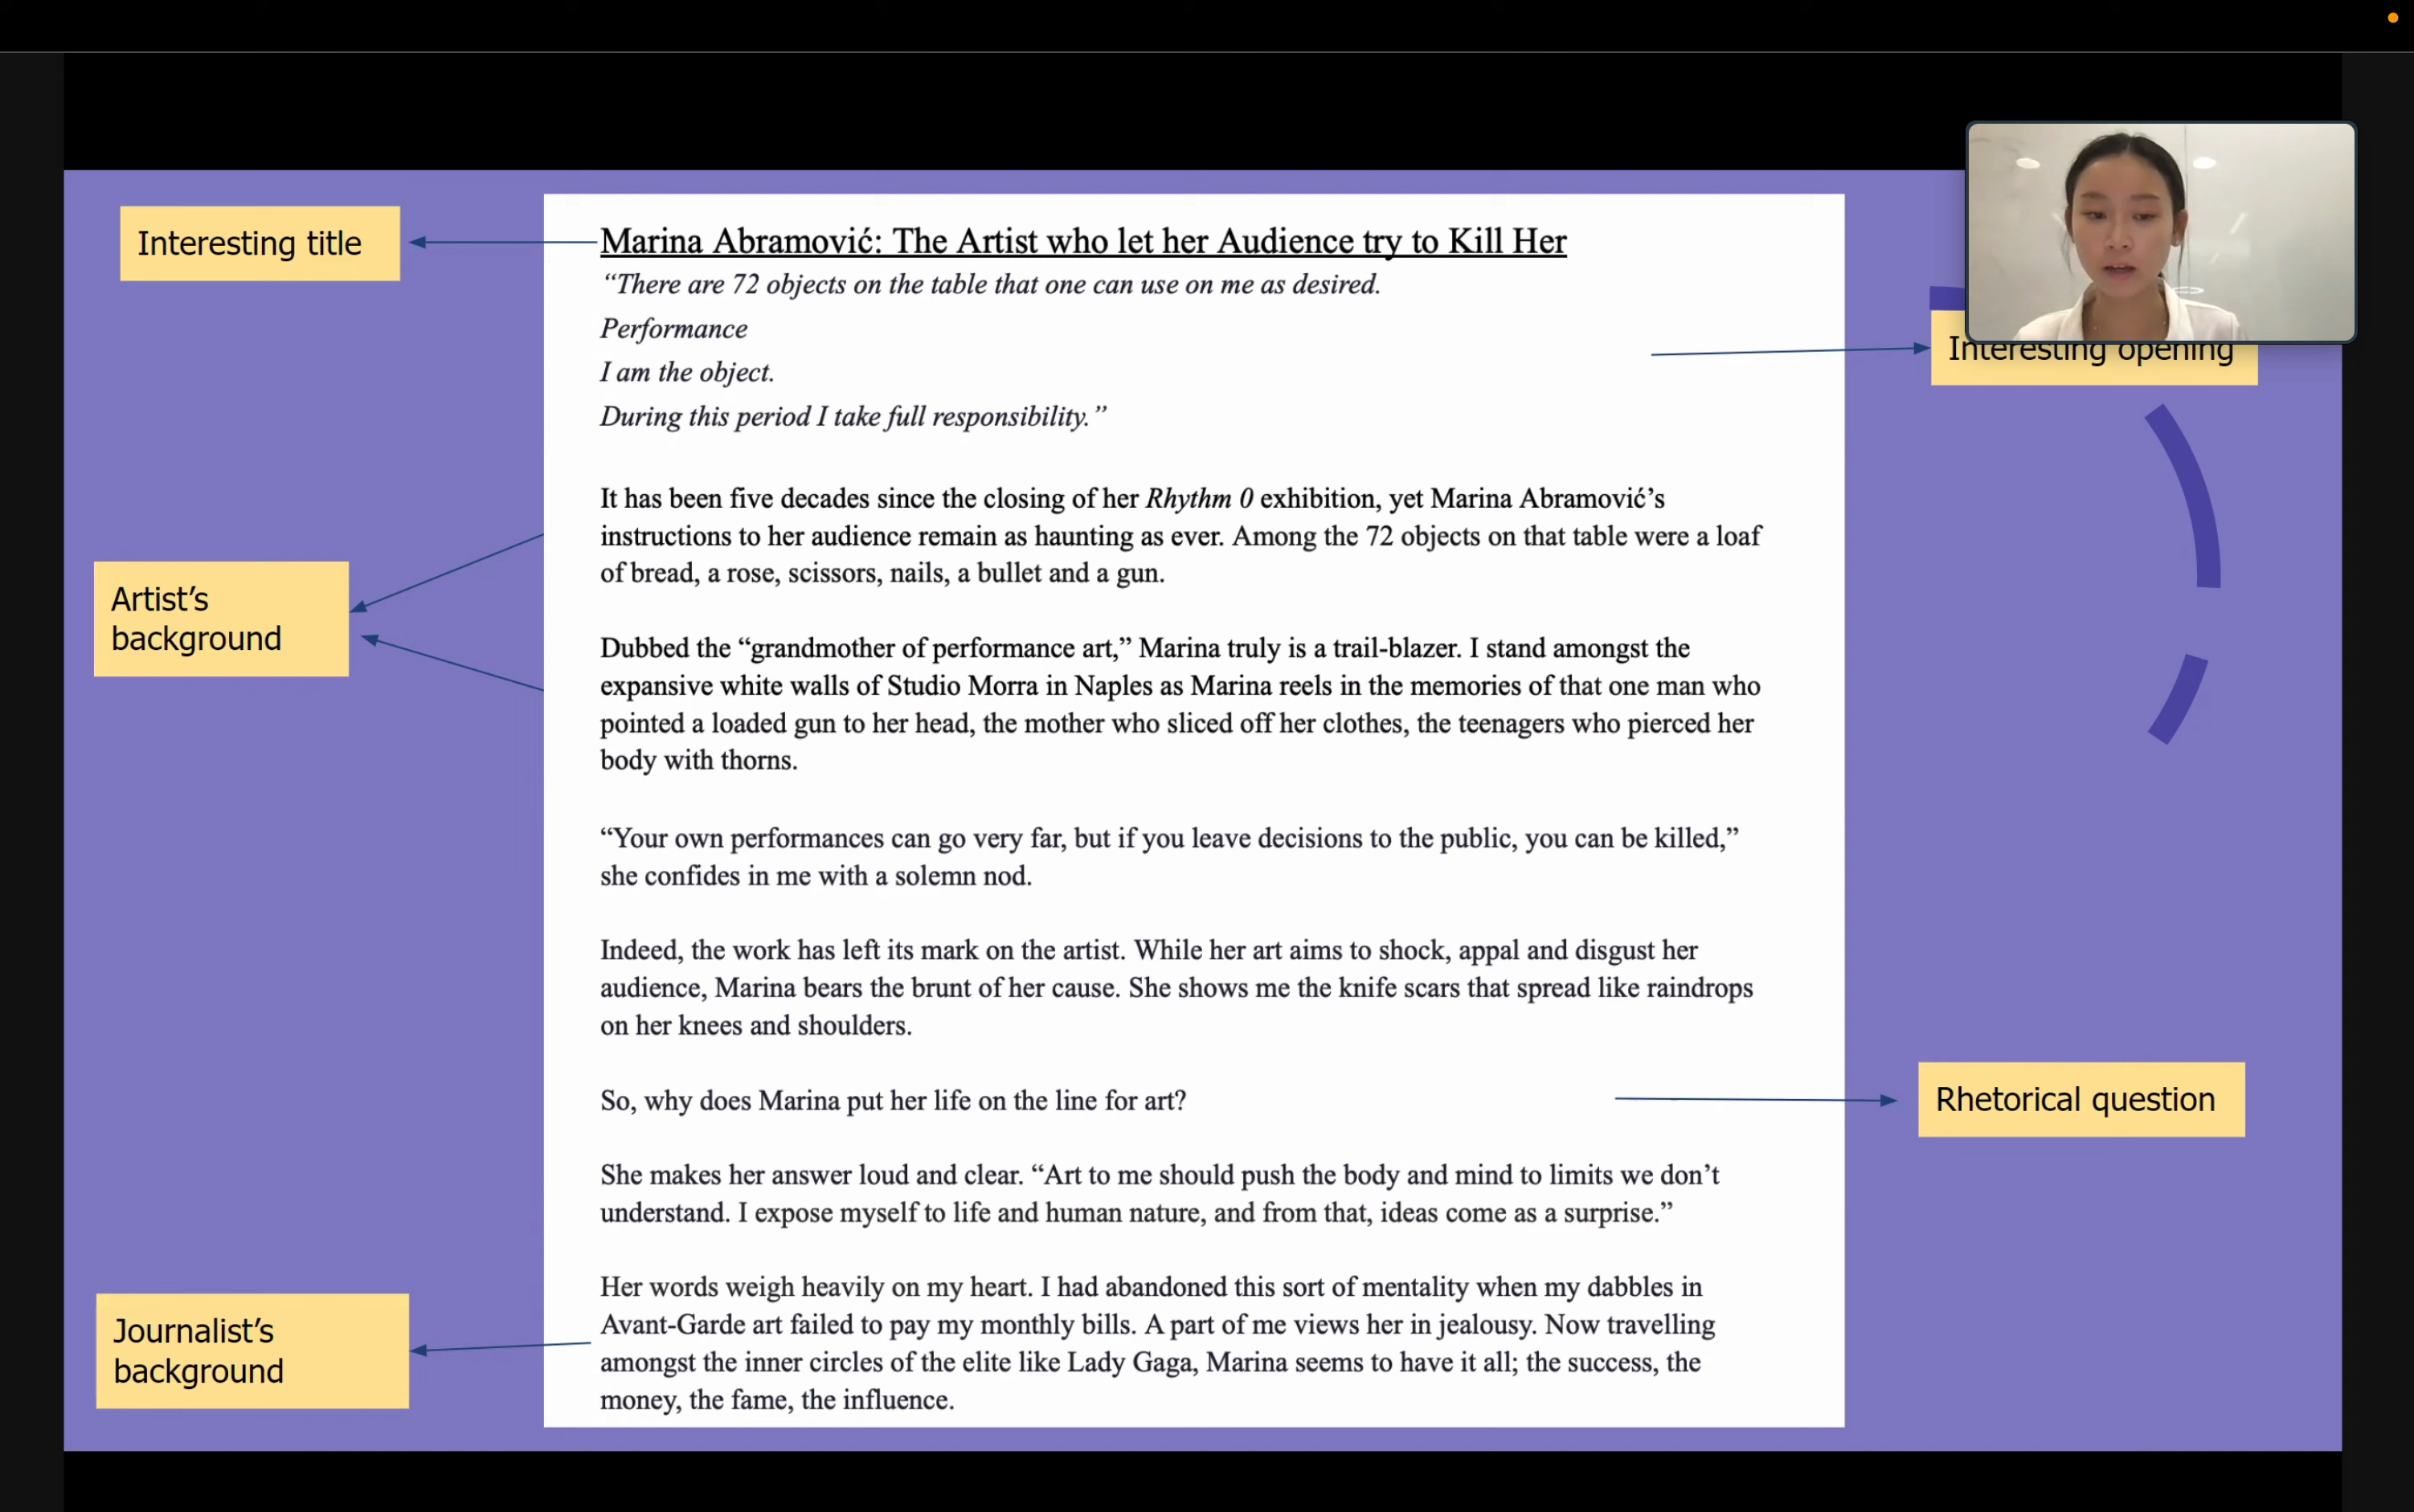 Interesting title
Marina Abramović: The Artist who let her Audience try to Kill Her
“There are 72 objects on the table that one can use on me as desired.
Performance
I am the object.
During this period I take full responsibility.”
Interesting opening
It has been five decades since the closing of her Rhythm 0 exhibition, yet Marina Abramović’s
instructions to her audience remain as haunting as ever. Among the 72 objects on that table were a loaf
of bread, a rose, scissors, nails, a bullet and a gun.
Artist’s
background
Dubbed the “grandmother of performance art,” Marina truly is a trail-blazer. I stand amongst the
expansive white walls of Studio Morra in Naples as Marina reels in the memories of that one man who
pointed a loaded gun to her head, the mother who sliced off her clothes, the teenagers who pierced her
body with thorns.
“Your own performances can go very far, but if you leave decisions to the public, you can be killed,”
she confides in me with a solemn nod.
Indeed, the work has left its mark on the artist. While her art aims to shock, appal and disgust her
audience, Marina bears the brunt of her cause. She shows me the knife scars that spread like raindrops
on her knees and shoulders.
So, why does Marina put her life on the line for art?
Rhetorical question
She makes her answer loud and clear. “Art to me should push the body and mind to limits we don’t
understand. I expose myself to life and human nature, and from that, ideas come as a surprise.”
Her words weigh heavily on my heart. I had abandoned this sort of mentality when my dabbles in
Avant-Garde art failed to pay my monthly bills. A part of me views her in jealousy. Now travelling
amongst the inner circles of the elite like Lady Gaga, Marina seems to have it all; the success, the
money, the fame, the influence.
Journalist’s
background